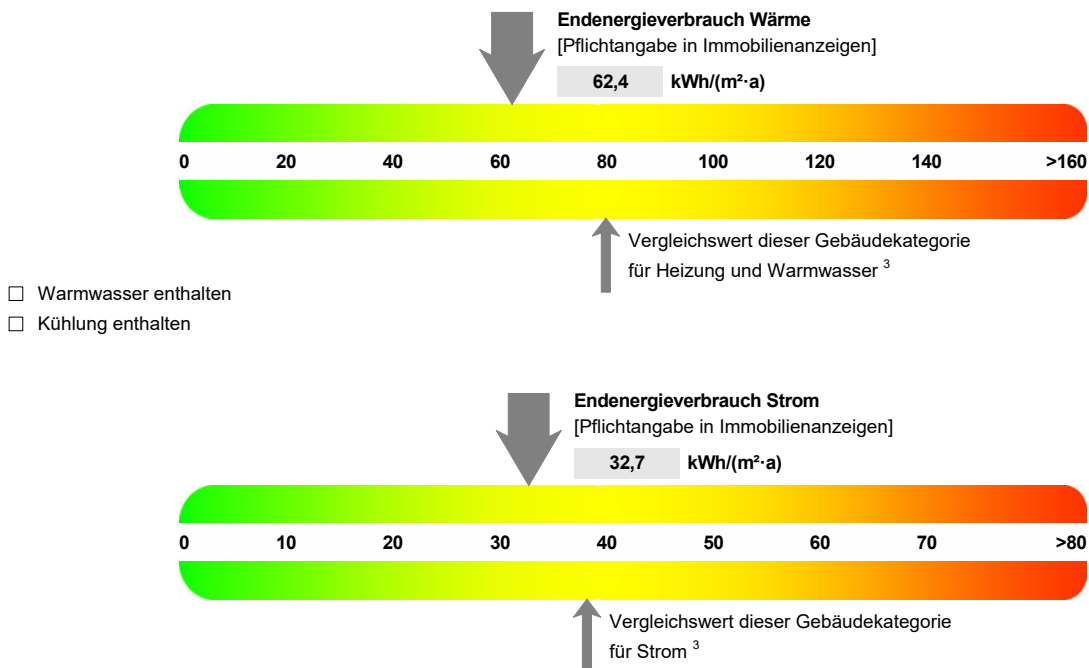 Endenergieverbrauch Wärme
[Pflichtangabe in Immobilienanzeigen]
62,4 kWh/(m²·a)
0 20 40 60 80 100 120 140 >160
Vergleichswert dieser Gebäudekategorie
für Heizung und Warmwasser ³
☐ Warmwasser enthalten
☐ Kühlung enthalten
Endenergieverbrauch Strom
[Pflichtangabe in Immobilienanzeigen]
32,7 kWh/(m²·a)
0 10 20 30 40 50 60 70 >80
Vergleichswert dieser Gebäudekategorie
für Strom ³